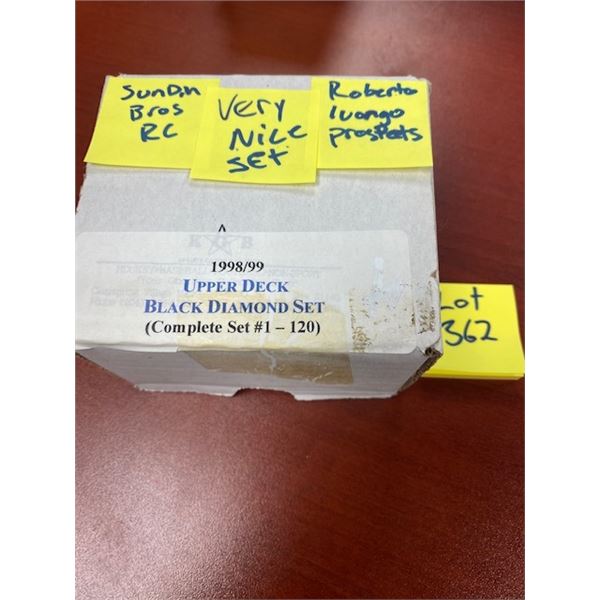 SunDin
Bros
RC
Very
Nice
Set
Roberto
luongo
prospects
^
1998/99
UPPER DECK
BLACK DIAMOND SET
(Complete Set #1 – 120)
Lot
362